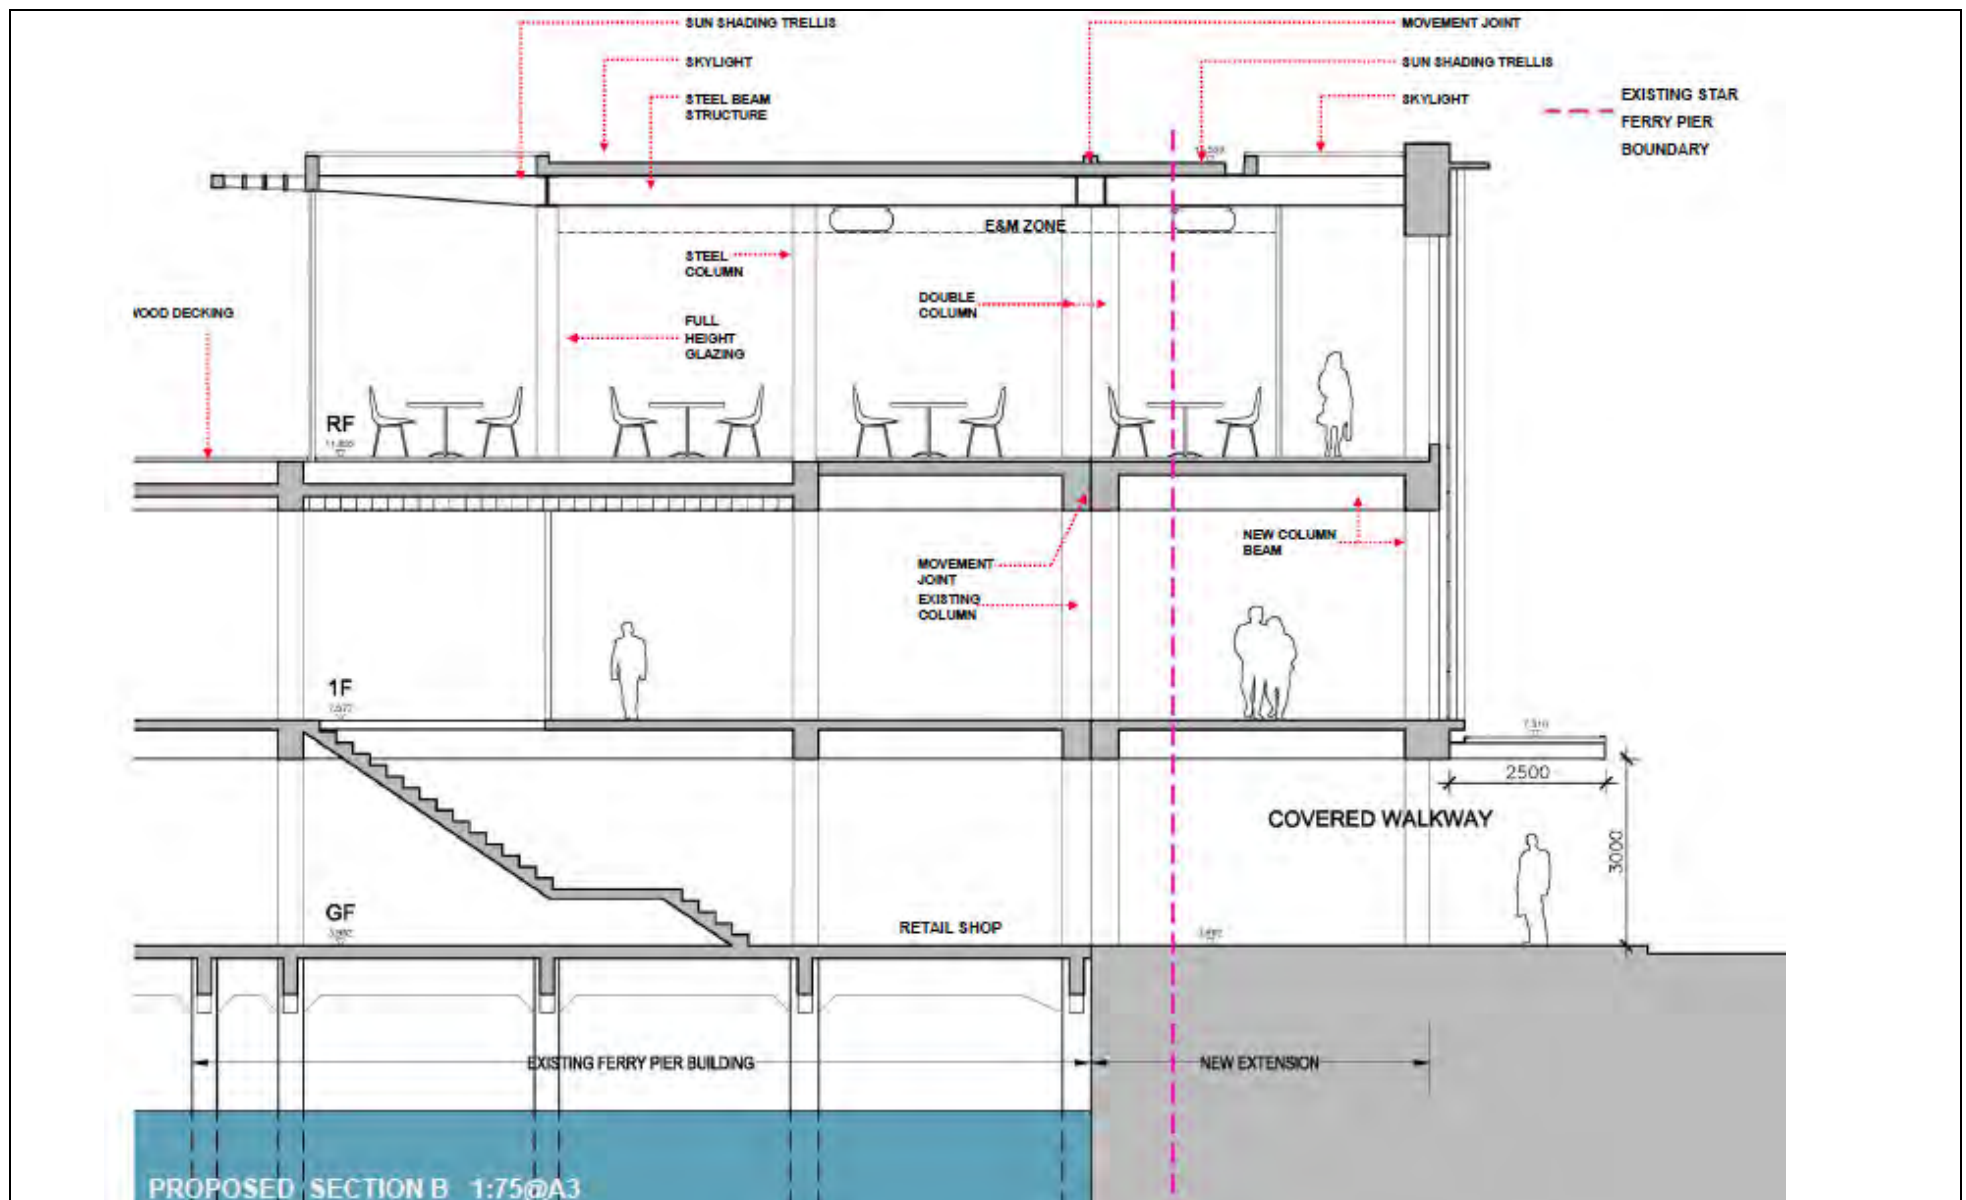 SUN SHADING TRELLIS
MOVEMENT JOINT
SKYLIGHT
SUN SHADING TRELLIS
STEEL BEAM
STRUCTURE
SKYLIGHT
EXISTING STAR
FERRY PIER
BOUNDARY
E&M ZONE
STEEL
COLUMN
DOUBLE
COLUMN
DECKING
FULL
HEIGHT
GLAZING
RF
NEW COLUMN
BEAM
MOVEMENT
JOINT
EXISTING
COLUMN
1F
2500
COVERED WALKWAY
3000
GF
RETAIL SHOP
EXISTING FERRY PIER BUILDING
NEW EXTENSION
PROPOSED SECTION B 1:75@A3